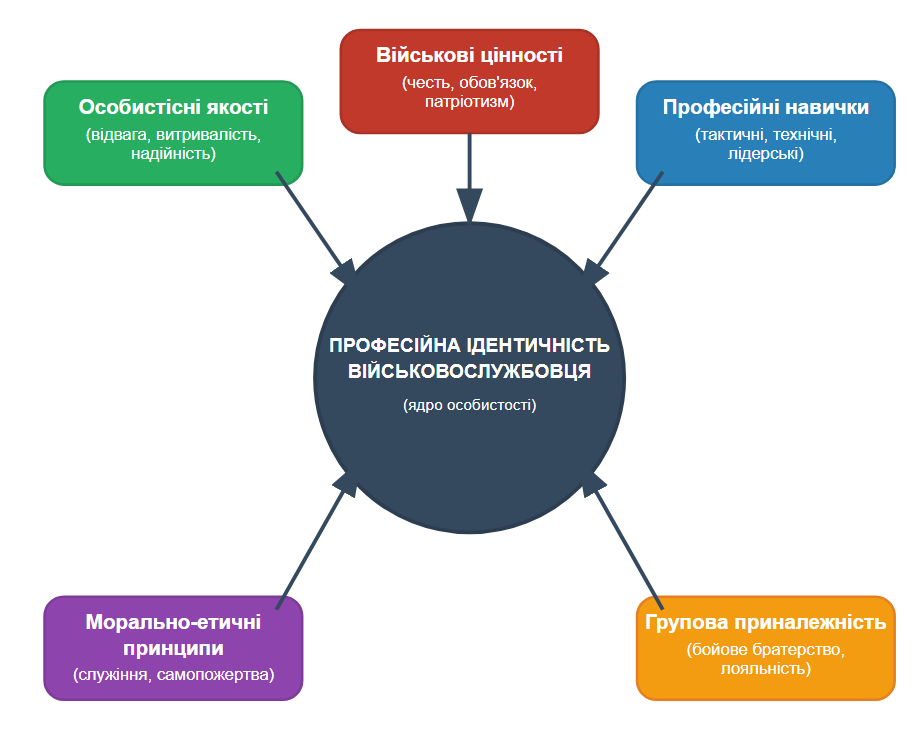 Військові цінності
(честь, обов'язок,
патріотизм)
Особистісні якості
(відвага, витривалість,
надійність)
Професійні навички
(тактичні, технічні,
лідерські)
ПРОФЕСІЙНА ІДЕНТИЧНІСТЬ
ВІЙСЬКОВОСЛУЖБОВЦЯ
(ядро особистості)
Морально-етичні
принципи
(служіння, самопожертва)
Групова приналежність
(бойове братерство,
лояльність)